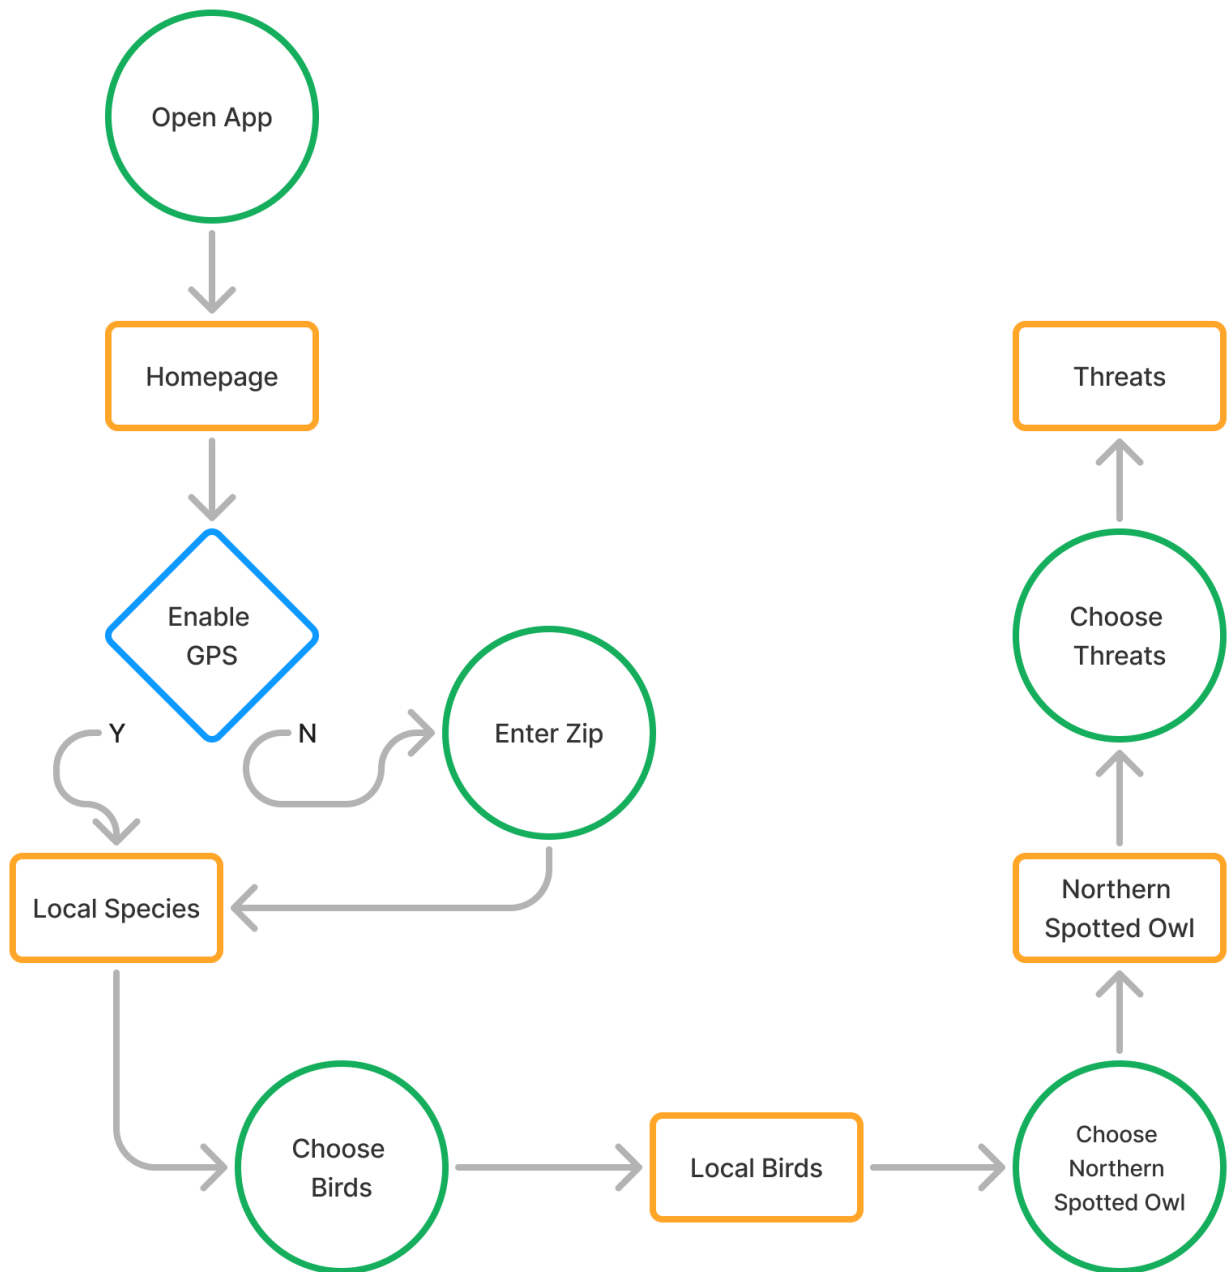 Open App
Homepage
Enable
GPS
Y
N
Enter Zip
Local Species
Choose
Birds
Local Birds
Choose
Northern
Spotted Owl
Northern
Spotted Owl
Choose
Threats
Threats